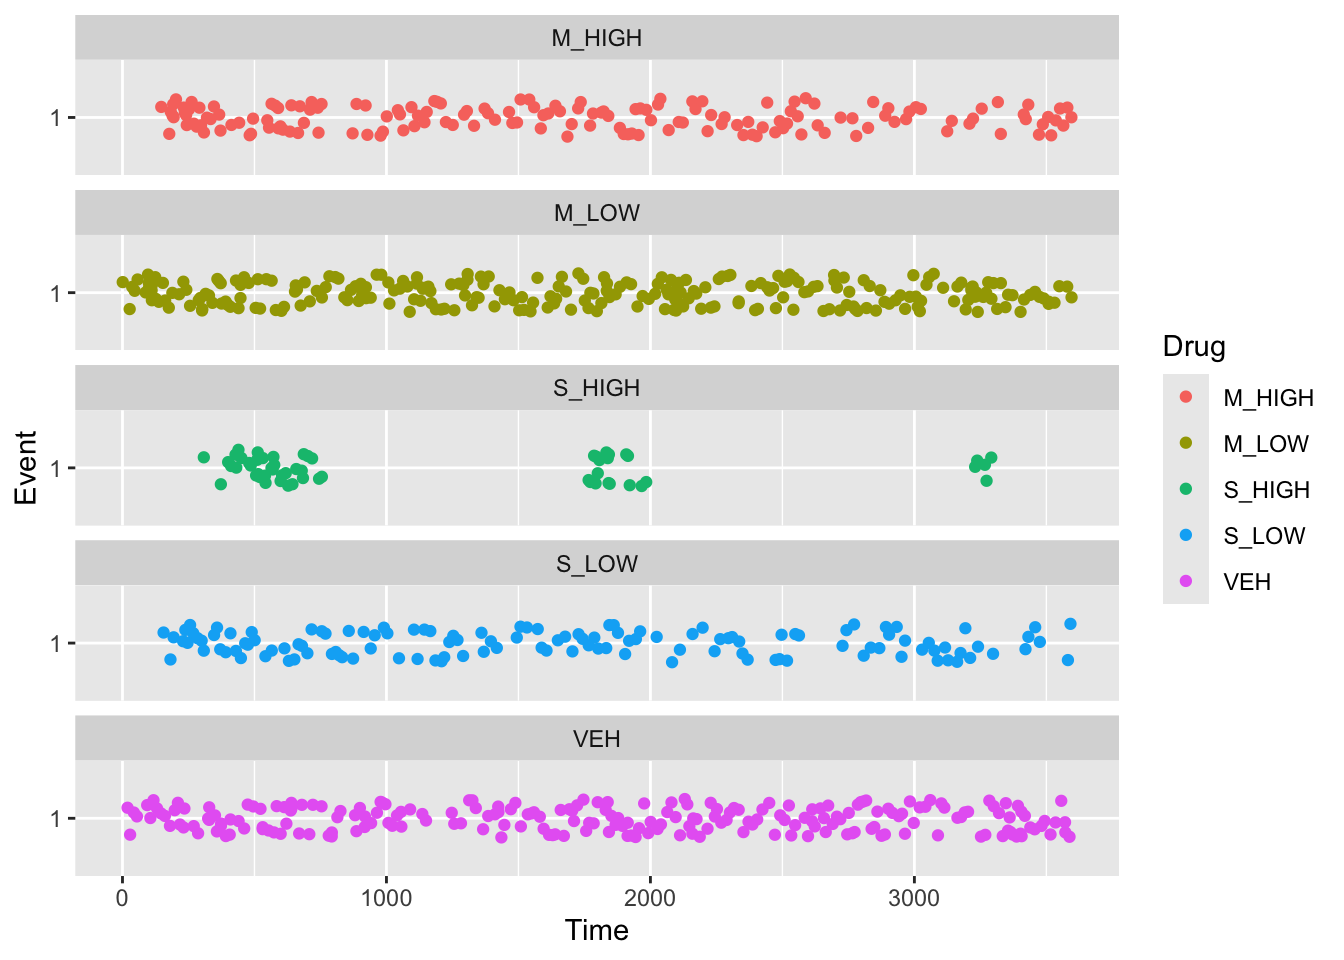 M_HIGH
1
M_LOW
1
S_HIGH
1
S_LOW
1
VEH
1
0 1000 2000 3000
Time
Event
Drug
M_HIGH
M_LOW
S_HIGH
S_LOW
VEH